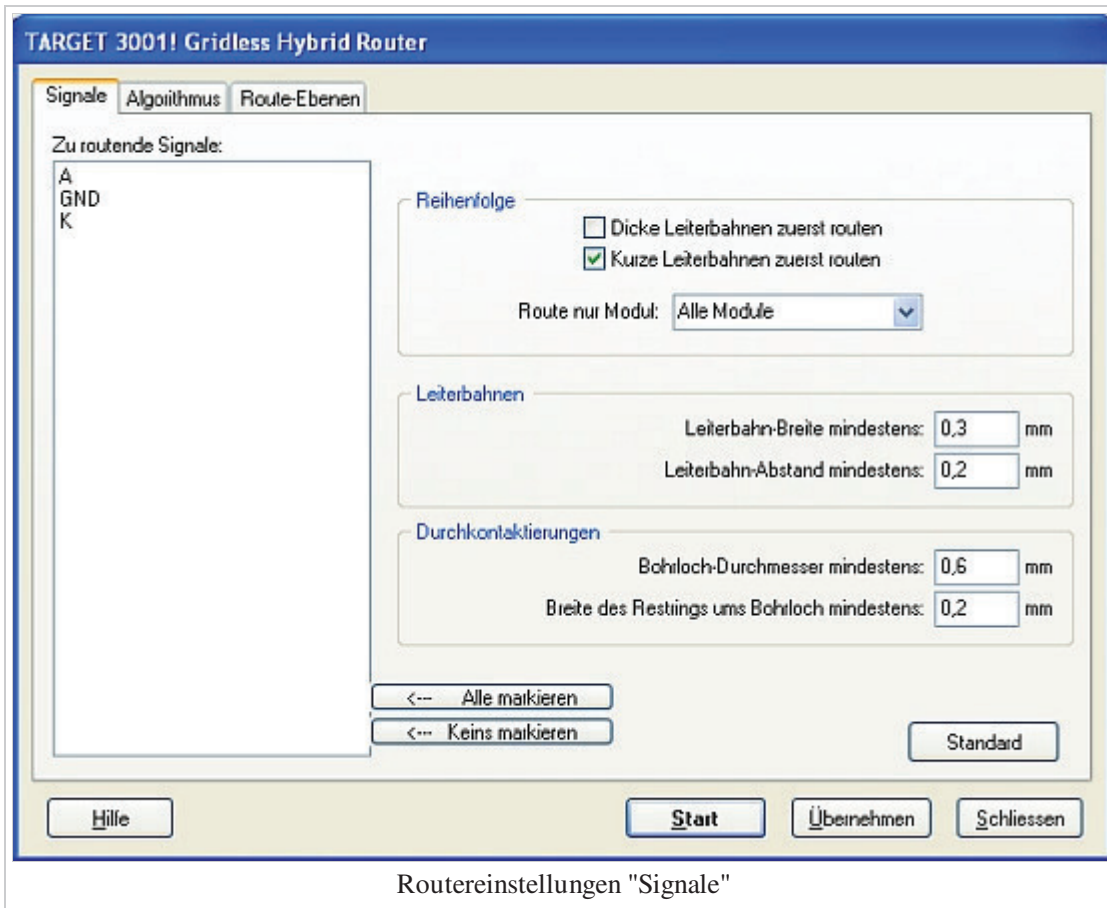 TARGET 3001! Gridless Hybrid Router
Signale Algorithmus Route-Ebenen
Zu routende Signale:
A
GND
K
Reihenfolge
Dicke Leiterbahnen zuerst routen
Kurze Leiterbahnen zuerst routen
Route nur Modul: Alle Module
Leiterbahnen
Leiterbahn-Breite mindestens: 0,3 mm
Leiterbahn-Abstand mindestens: 0,2 mm
Durchkontaktierungen
Bohrloch-Durchmesser mindestens: 0,6 mm
Breite des Restrings ums Bohrloch mindestens: 0,2 mm
<--- Alle markieren
<--- Keins markieren
Standard
Hilfe Start Übernehmen Schliessen
Routereinstellungen "Signale"